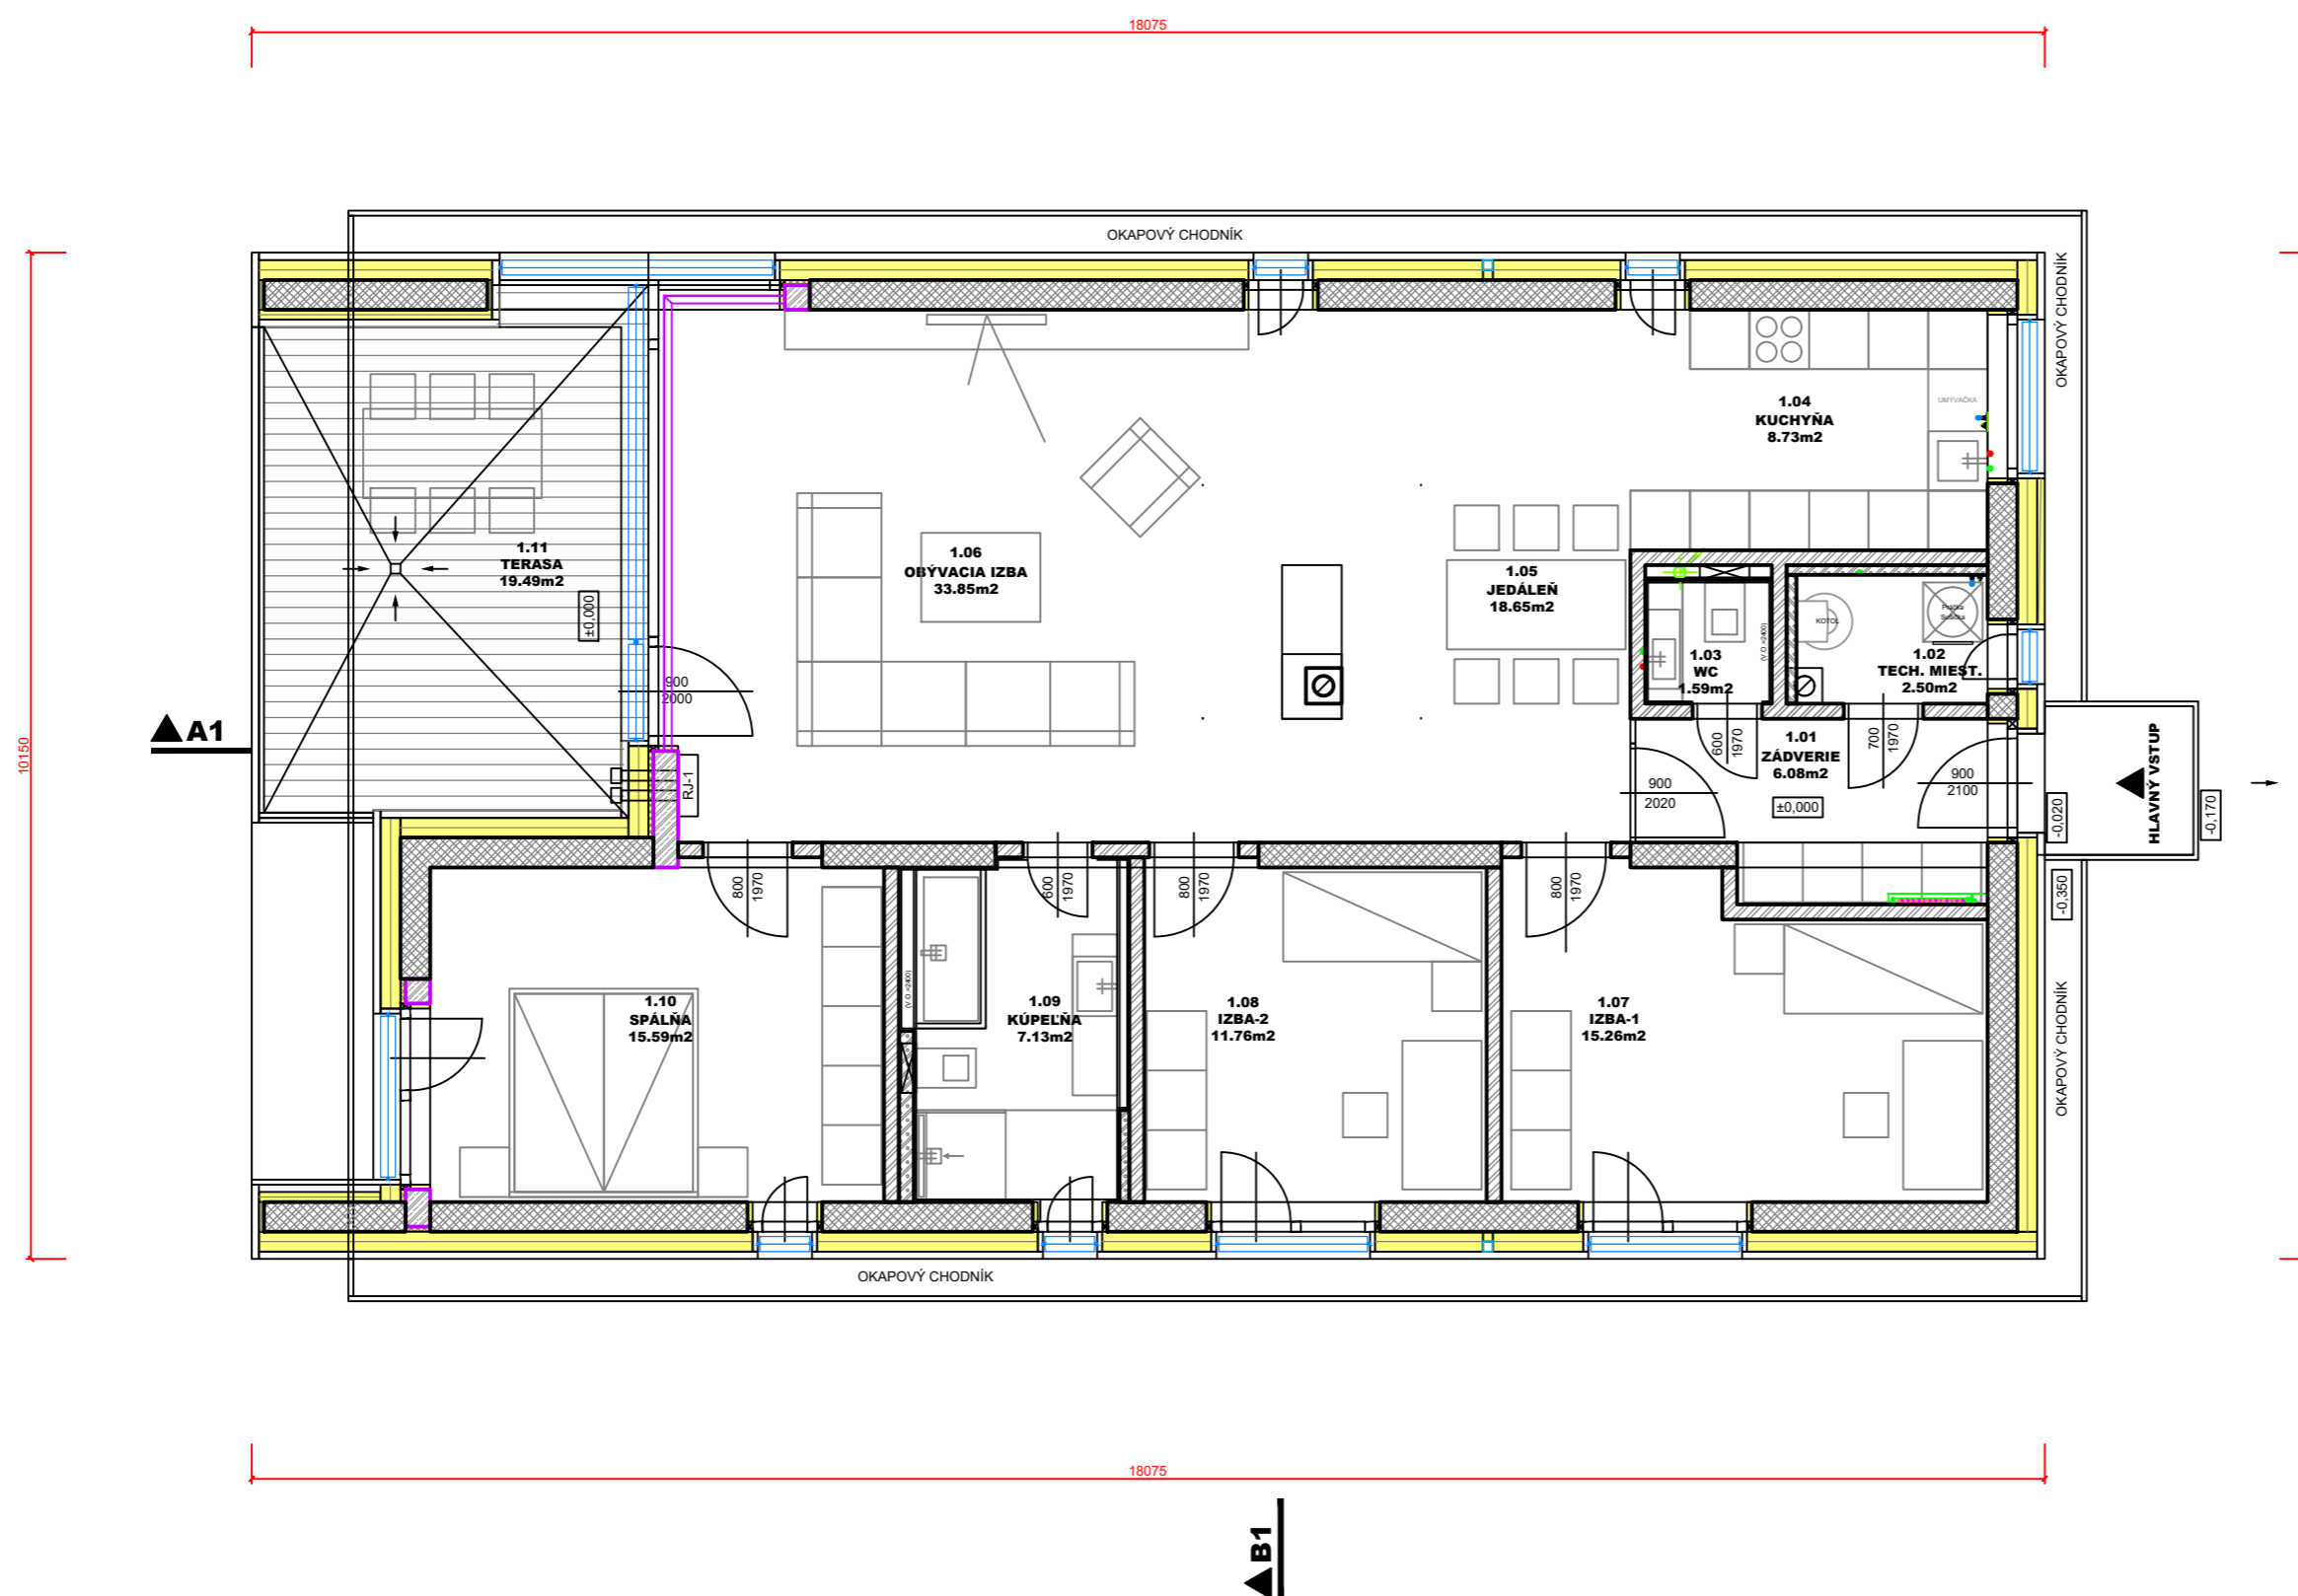 18075
OKAPOVÝ CHODNÍK
OKAPOVÝ CHODNÍK
10150
1.04
KUCHYŇA
8.73m2
UMÝVAČKA
1.11
TERASA
19.49m2
±0,000
1.06
OBÝVACIA IZBA
33.85m2
1.05
JEDÁLEŇ
18.65m2
1.03
WC
1.59m2
(V.O.=2400)
KOTOL
Práčka
Sušička
1.02
TECH. MIEST.
2.50m2
900
2000
A1
RJ-1
600
1970
700
1970
1.01
ZÁDVERIE
6.08m2
±0,000
900
2020
900
2100
HLAVNÝ VSTUP
-0,020
-0,170
-0,350
800
1970
600
1970
800
1970
800
1970
(V.O.=2400)
1.10
SPÁLŇA
15.59m2
1.09
KÚPEĽŇA
7.13m2
1.08
IZBA-2
11.76m2
1.07
IZBA-1
15.26m2
OKAPOVÝ CHODNÍK
OKAPOVÝ CHODNÍK
18075
B1